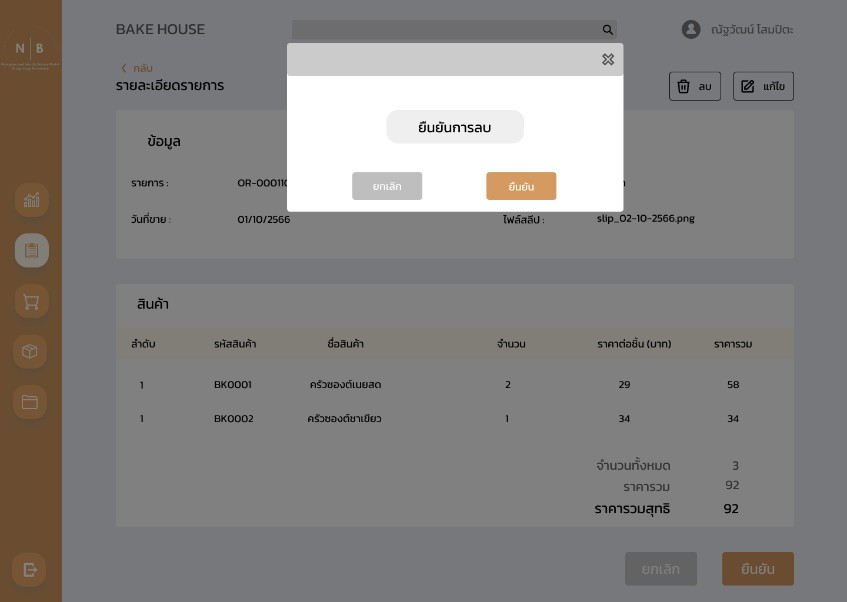 BAKE HOUSE
ณัฐวัฒน์ โสมปิตะ
N B
กลับ
รายละเอียดรายการ
ลบ
แก้ไข
ยืนยันการลบ
ยกเลิก
ยืนยัน
ข้อมูล
รายการ :
OR-00011
วันที่ขาย :
01/10/2566
ไฟล์สลีป :
slip_02-10-2566.png
สินค้า
ลำดับ รหัสสินค้า ชื่อสินค้า จำนวน ราคาต่อชิ้น (บาท) ราคารวม
1 BK0001 ครัวซองต์เนยสด 2 29 58
1 BK0002 ครัวซองต์ชาเขียว 1 34 34
จำนวนทั้งหมด 3
ราคารวม 92
ราคารวมสุทธิ 92
ยกเลิก
ยืนยัน